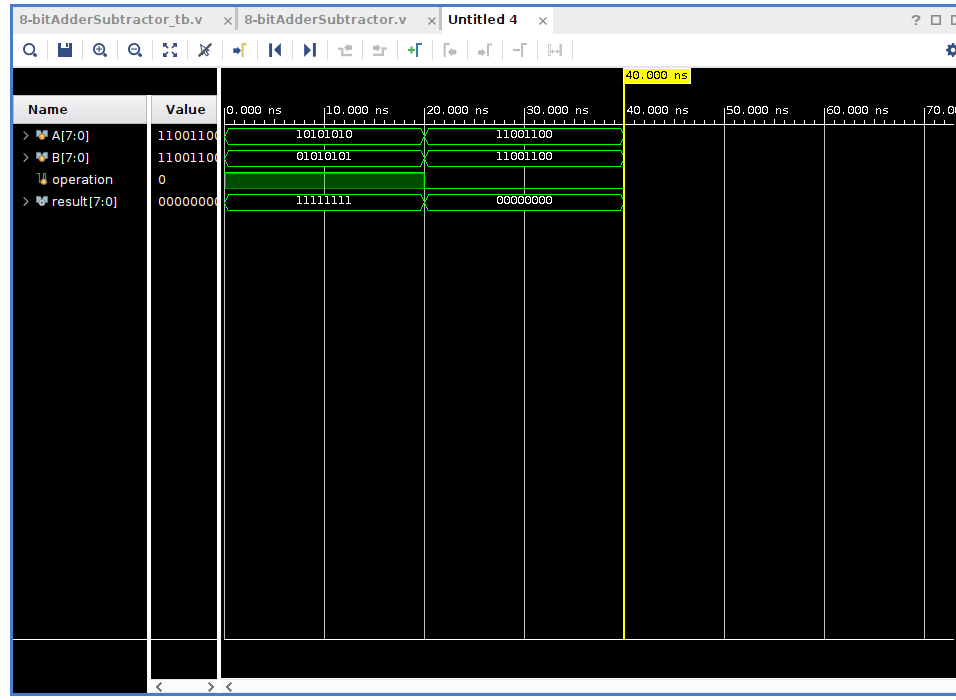 8-bitAdderSubtractor_tb.v × 8-bitAdderSubtractor.v × Untitled 4 × ?
40.000 ns
Name Value 0.000 ns 10.000 ns 20.000 ns 30.000 ns 40.000 ns 50.000 ns 60.000 ns 70.0
A[7:0] 1100110 10101010 11001100
B[7:0] 1100110 01010101 11001100
operation 0
result[7:0] 0000000 11111111 00000000